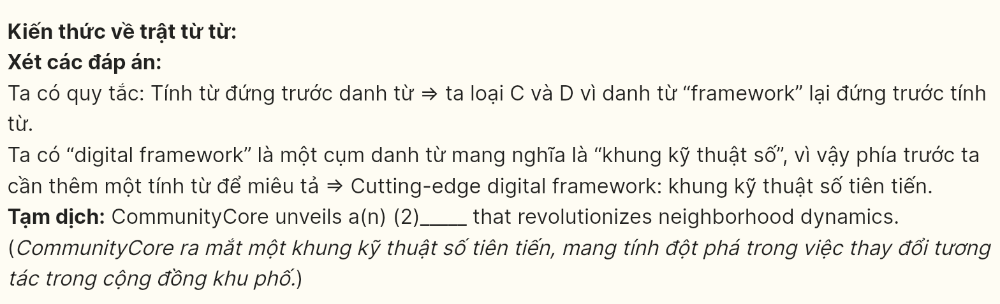 Kiến thức về trật từ từ:
Xét các đáp án:
Ta có quy tắc: Tính từ đứng trước danh từ ⇒ ta loại C và D vì danh từ “framework” lại đứng trước tính
từ.
Ta có “digital framework” là một cụm danh từ mang nghĩa là “khung kỹ thuật số”, vì vậy phía trước ta
cần thêm một tính từ để miêu tả ⇒ Cutting-edge digital framework: khung kỹ thuật số tiên tiến.
Tạm dịch: CommunityCore unveils a(n) (2)_____ that revolutionizes neighborhood dynamics.
(CommunityCore ra mắt một khung kỹ thuật số tiên tiến, mang tính đột phá trong việc thay đổi tương
tác trong cộng đồng khu phố.)